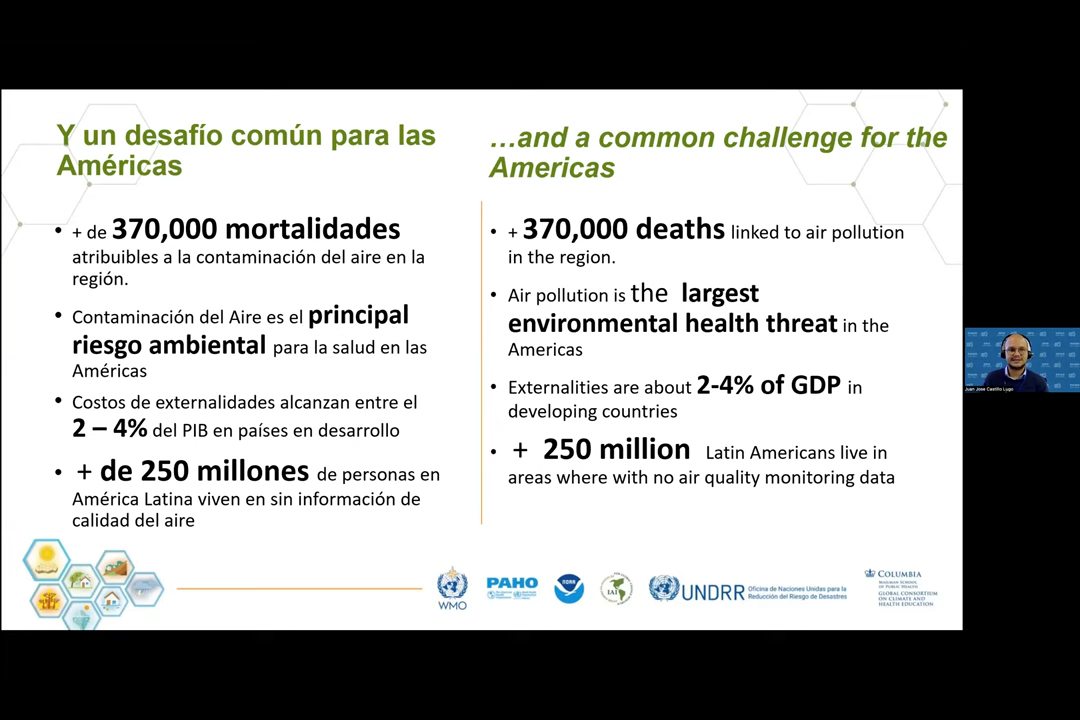 Y un desafío común para las
Américas
• + de 370,000 mortalidades
atribuibles a la contaminación del aire en la
región.
• Contaminación del Aire es el principal
riesgo ambiental para la salud en las
Américas
• Costos de externalidades alcanzan entre el
2 – 4% del PIB en países en desarrollo
• + de 250 millones de personas en
América Latina viven en sin información de
calidad del aire
...and a common challenge for the
Americas
• + 370,000 deaths linked to air pollution
in the region.
• Air pollution is the largest
environmental health threat in the
Americas
• Externalities are about 2-4% of GDP in
developing countries
• + 250 million Latin Americans live in
areas where with no air quality monitoring data
WMO
PAHO
NOAA
IAI
UNDRR Oficina de Naciones Unidas para la
Reducción del Riesgo de Desastres
COLUMBIA
MAILMAN SCHOOL
OF PUBLIC HEALTH
GLOBAL CONSORTIUM
ON CLIMATE AND
HEALTH EDUCATION
Juan José Castillo Lugo